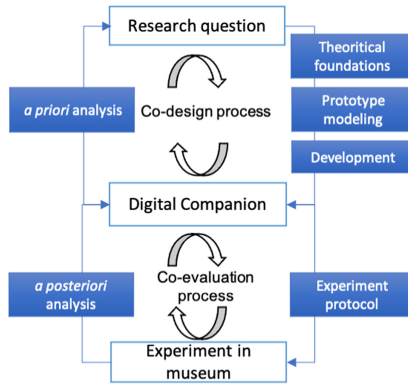 Research question
Theoritical
foundations
a priori analysis
Co-design process
Prototype
modeling
Development
Digital Companion
a posteriori
analysis
Co-evaluation
process
Experiment
protocol
Experiment in
museum